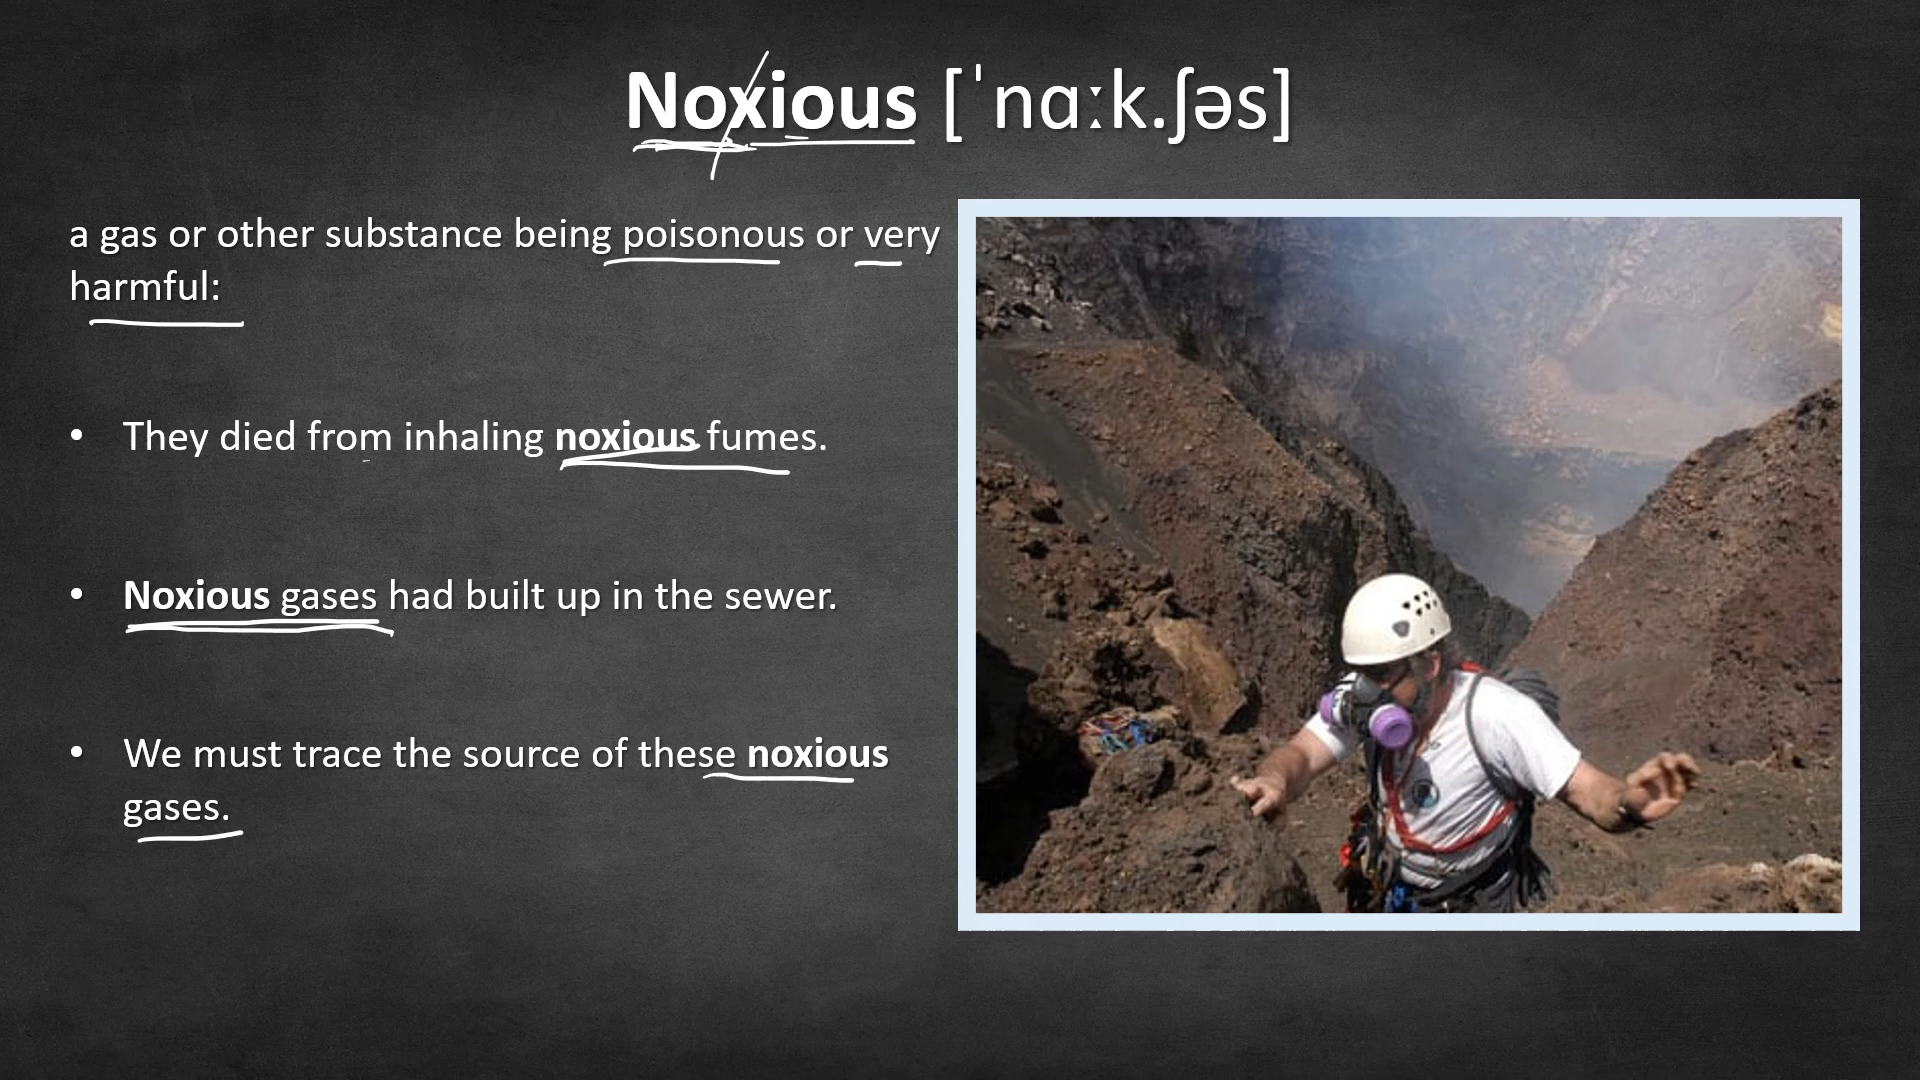 Noxious [ˈnɑːk.ʃəs]
a gas or other substance being poisonous or very
harmful:
• They died from inhaling noxious fumes.
• Noxious gases had built up in the sewer.
• We must trace the source of these noxious
gases.